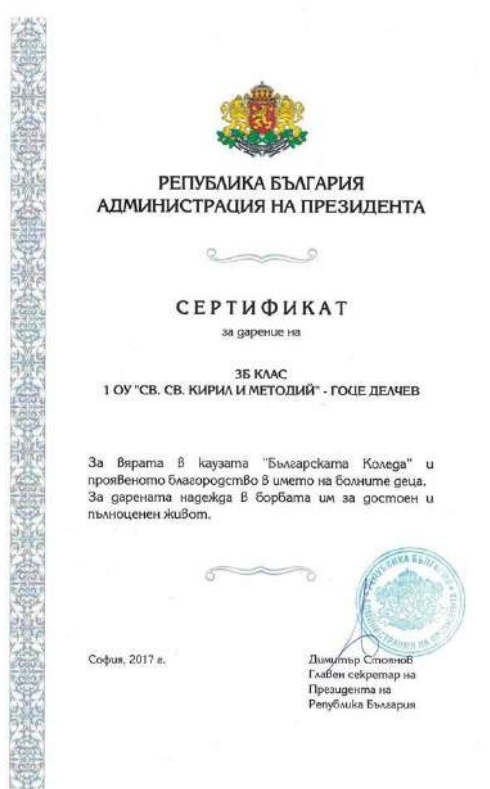 РЕПУБЛИКА БЪЛГАРИЯ
АДМИНИСТРАЦИЯ НА ПРЕЗИДЕНТА
СЕРТИФИКАТ
за дарение на
3Б КЛАС
1 ОУ "СВ. СВ. КИРИЛ И МЕТОДИЙ" - ГОЦЕ ДЕЛЧЕВ
За вярата в каузата "Българската Коледа" и
проявеното благородство в името на болните деца.
За дарената надежда в борбата им за достоен и
пълноценен живот.
София, 2017 г.
Димитър Стоянов
Главен секретар на
Президента на
Република България